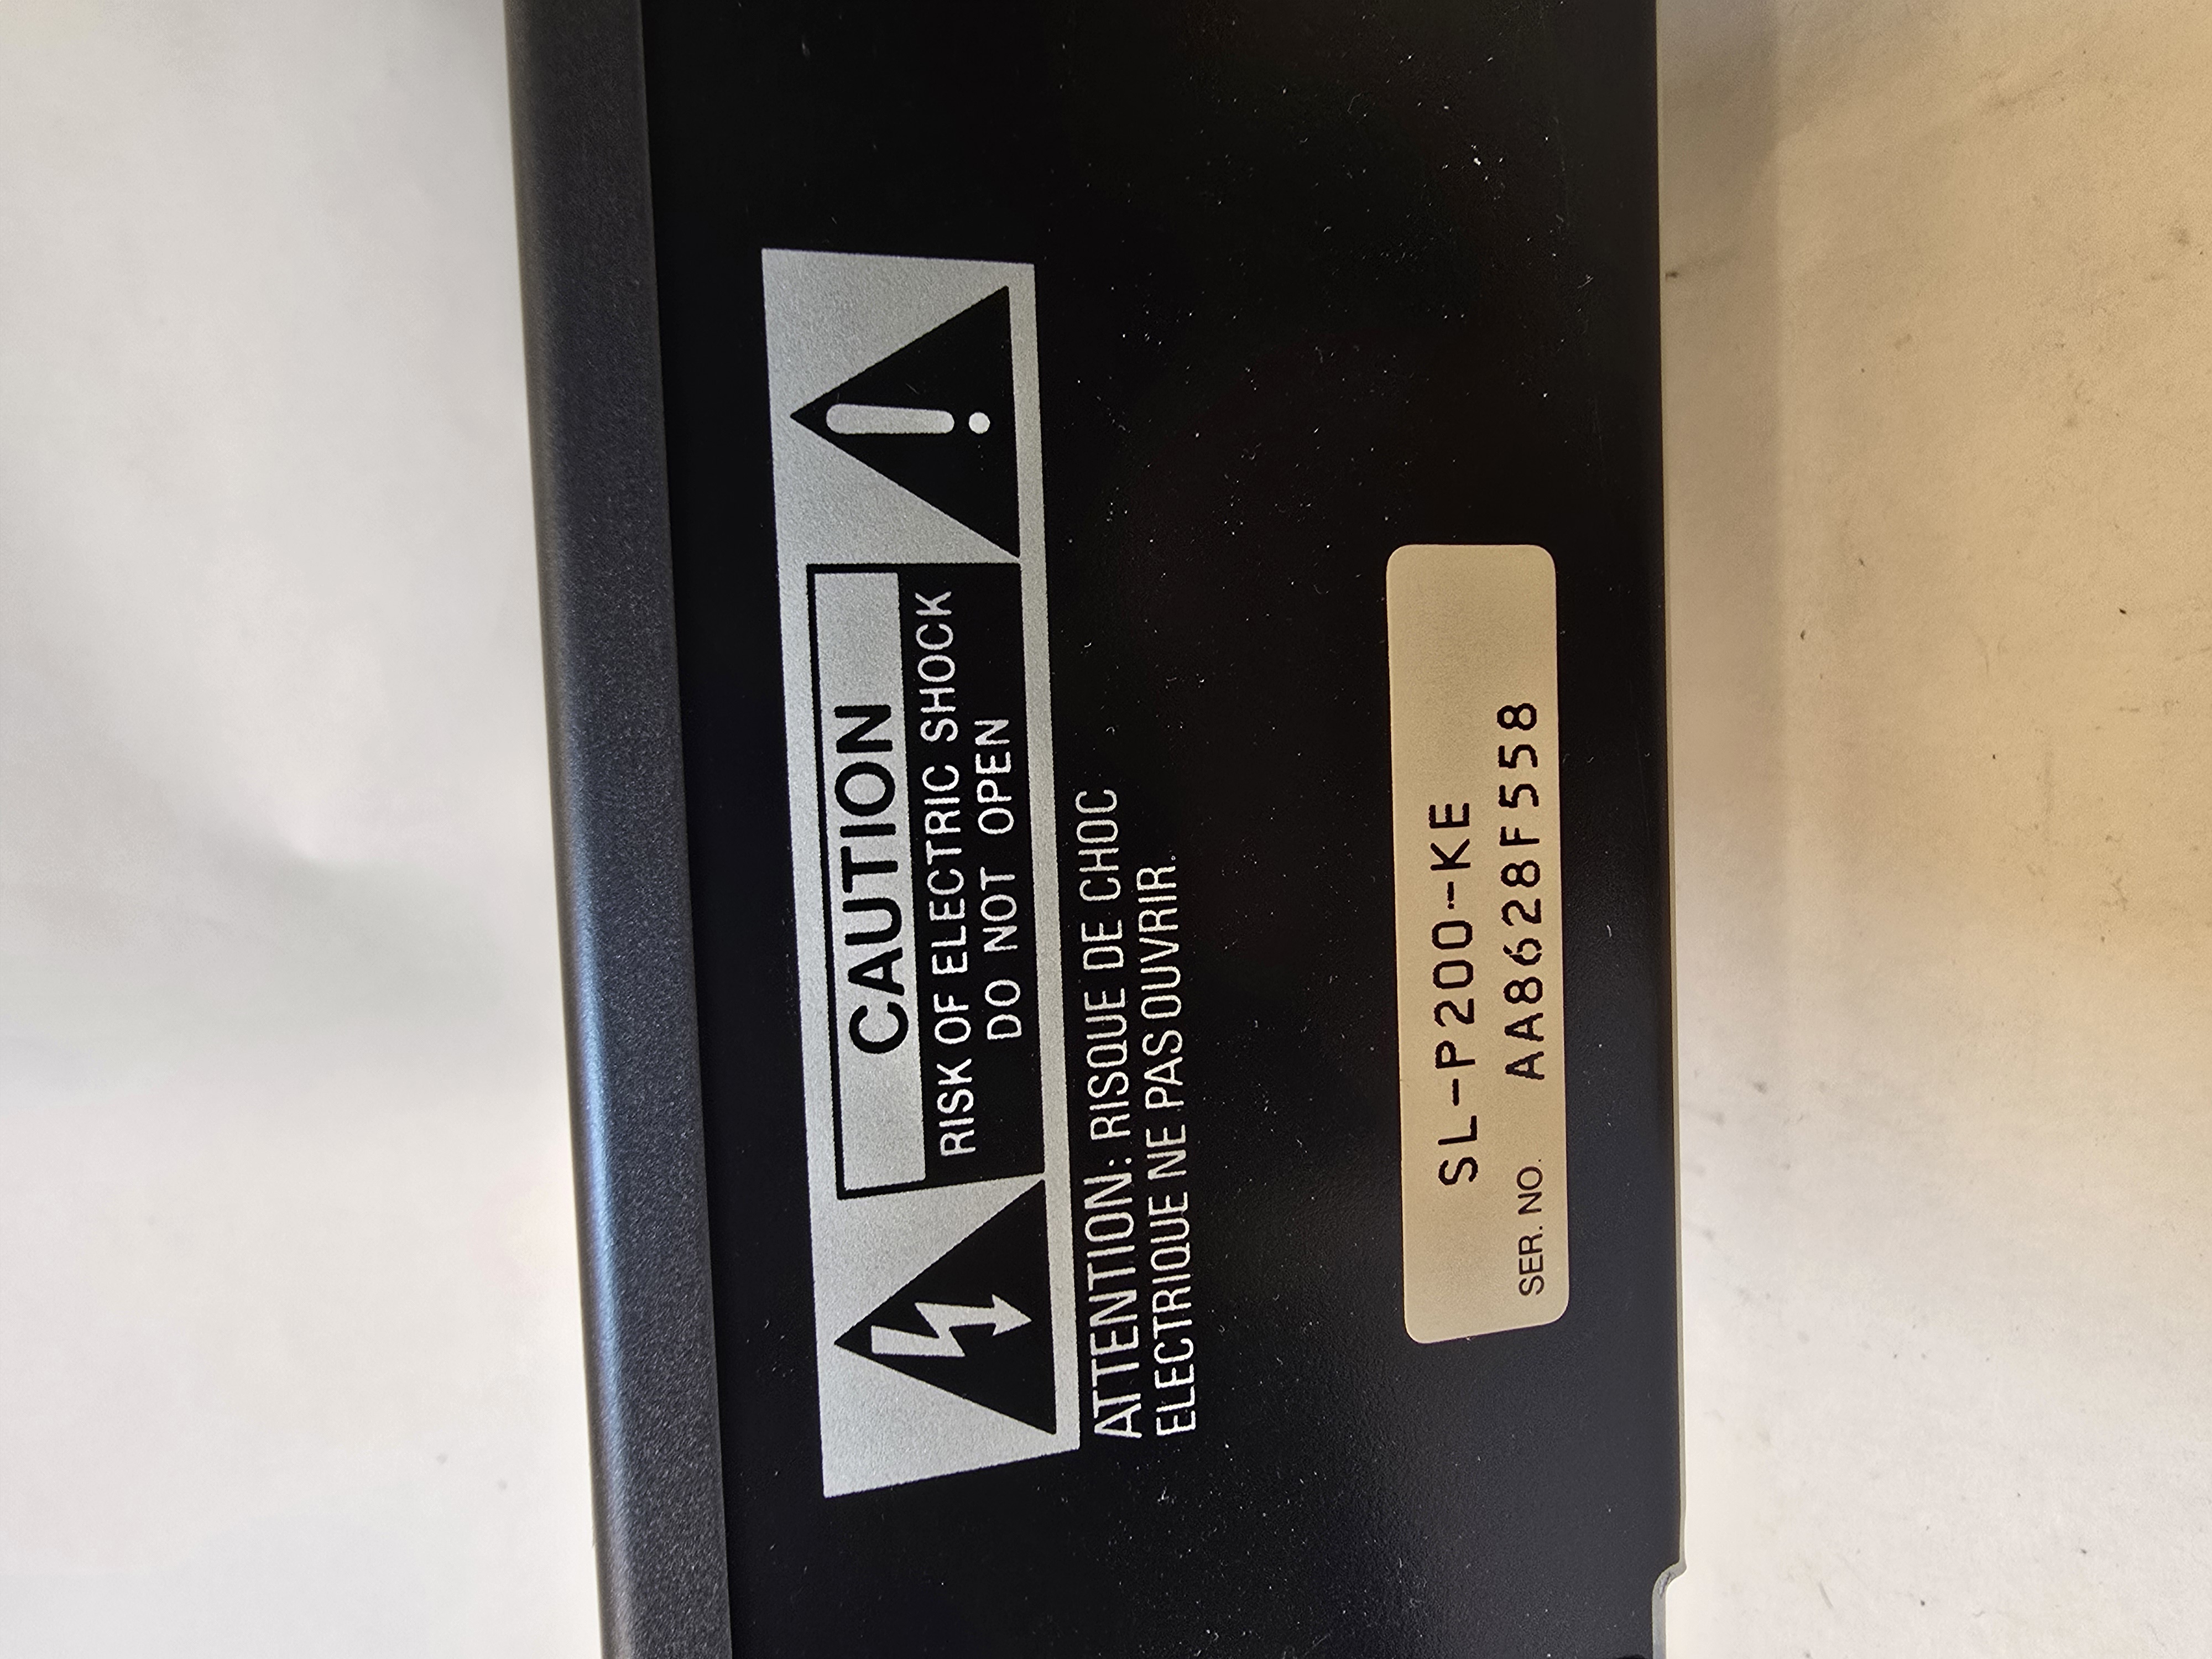 CAUTION
RISK OF ELECTRIC SHOCK
DO NOT OPEN
ATTENTION: RISQUE DE CHOC
ELECTRIQUE NE PAS OUVRIR.
SL-P200-KE
SER. NO. AA8628F558